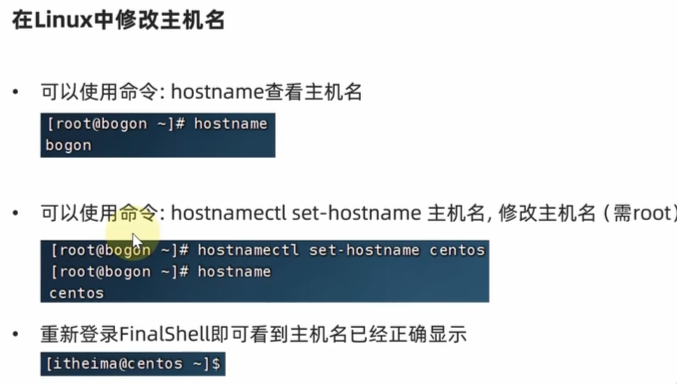 在Linux中修改主机名
• 可以使用命令: hostname查看主机名
[root@bogon ~]# hostname
bogon
• 可以使用命令: hostnamectl set-hostname 主机名, 修改主机名 ( 需root)
[root@bogon ~]# hostnamectl set-hostname centos
[root@bogon ~]# hostname
centos
• 重新登录FinalShell即可看到主机名已经正确显示
[itheima@centos ~]$